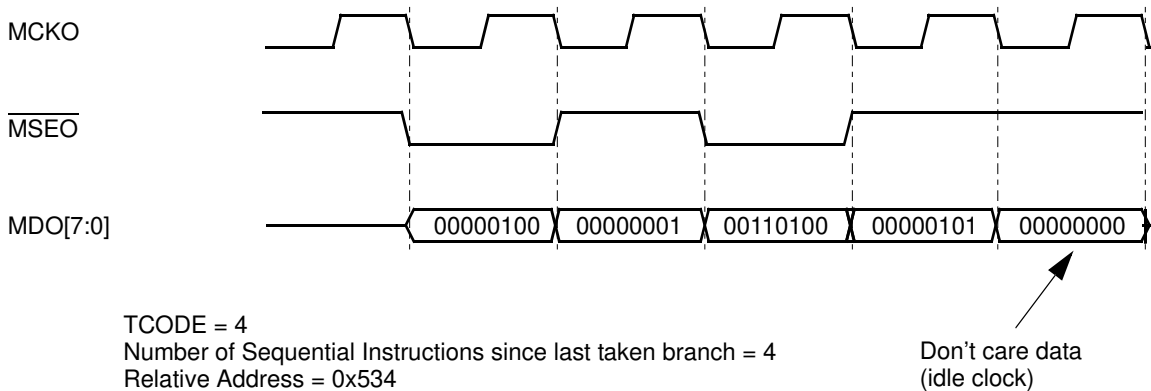 MCKO
MSEO
MDO[7:0]
00000100 00000001 00110100 00000101 00000000
TCODE = 4
Number of Sequential Instructions since last taken branch = 4
Relative Address = 0x534
Don't care data
(idle clock)